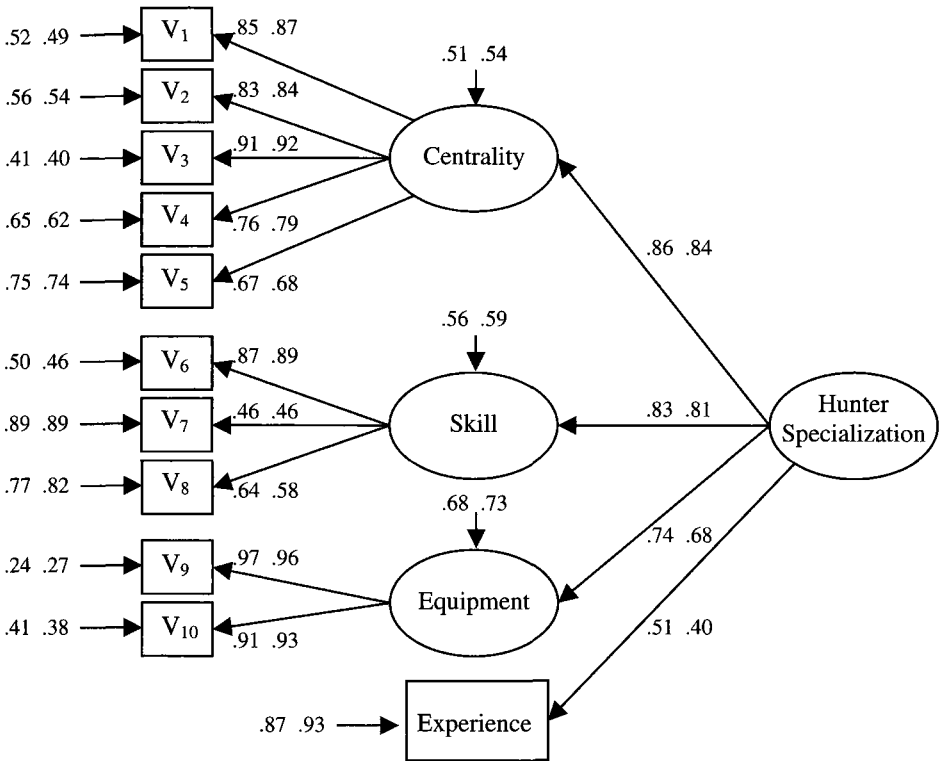 .52 .49 V1 .85 .87
.51 .54
.56 .54 V2 .83 .84
.41 .40 V3 .91 .92 Centrality
.65 .62 V4 .76 .79
.86 .84
.75 .74 V5 .67 .68
.56 .59
.50 .46 V6 .87 .89
.89 .89 V7 .46 .46 Skill .83 .81 Hunter
Specialization
.77 .82 V8 .64 .58
.68 .73
.74 .68
.24 .27 V9 .97 .96
Equipment
.41 .38 V10 .91 .93
.51 .40
.87 .93 Experience